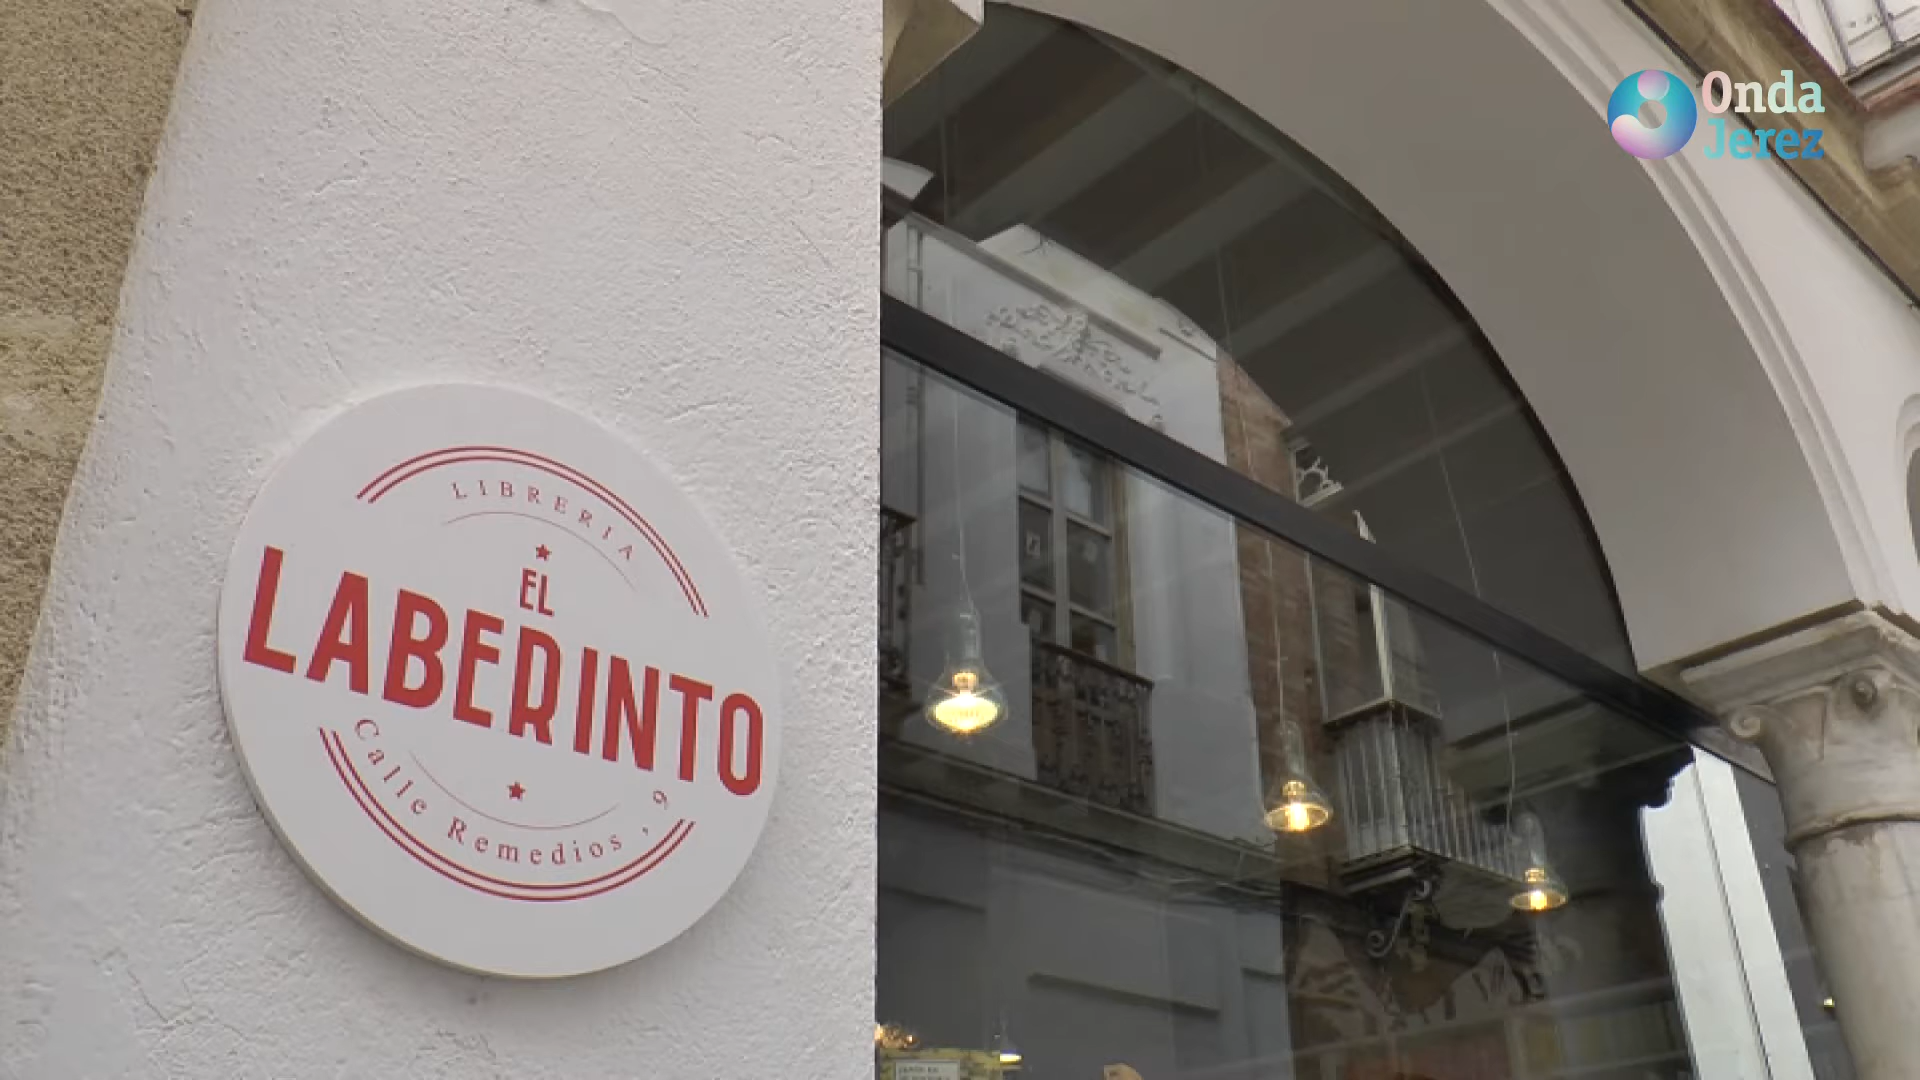 Onda
Jerez
LIBRERIA
EL
LABERINTO
Calle Remedios, 9